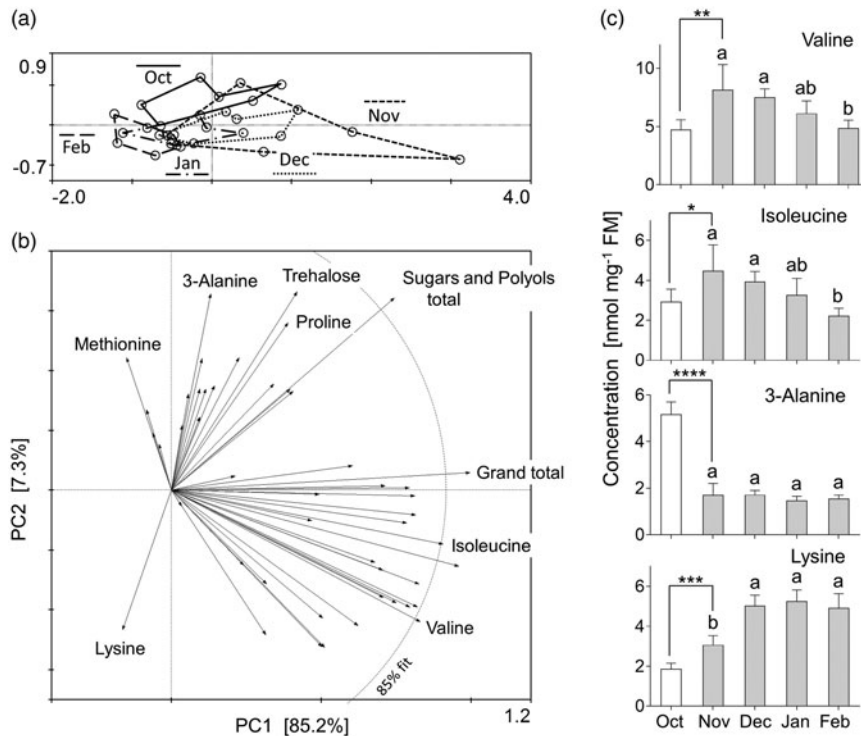 (a)
0.9
Oct
Nov
Feb
Jan
Dec
-0.7
-2.0
4.0
(b)
3-Alanine
Trehalose
Sugars and Polyols
total
Proline
Methionine
Grand total
Isoleucine
Valine
Lysine
85% fit
PC2 [7.3%]
PC1 [85.2%]
1.2
(c)
Concentration [nmol mg-1 FM]
**
Valine
a
a
ab
b
10
5
0
*
Isoleucine
a
a
ab
b
6
4
2
0
****
3-Alanine
a
a
a
a
6
4
2
0
***
Lysine
b
a
a
a
6
4
2
0
Oct Nov Dec Jan Feb